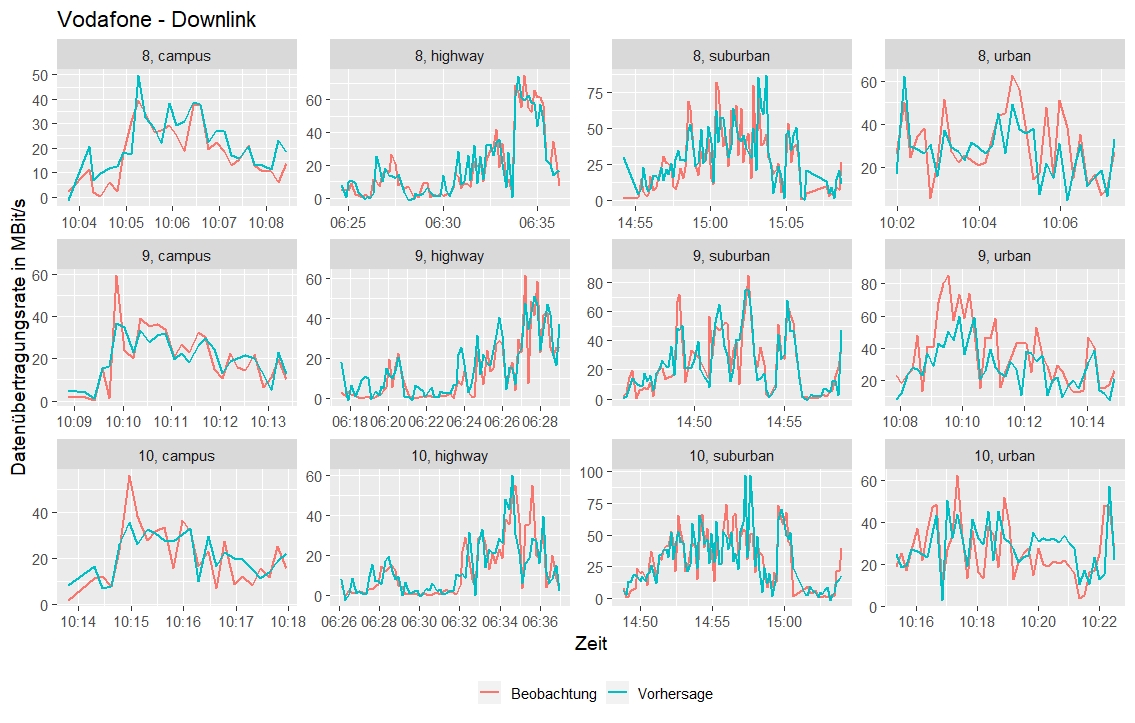 Vodafone - Downlink
Datenübertragungsrate in MBit/s
8, campus
8, highway
8, suburban
8, urban
50
40
30
20
10
0
10:04 10:05 10:06 10:07 10:08
60
40
20
0
06:25 06:30 06:35
75
50
25
0
14:55 15:00 15:05
60
40
20
10:02 10:04 10:06
9, campus
9, highway
9, suburban
9, urban
60
40
20
0
10:09 10:10 10:11 10:12 10:13
60
40
20
0
06:18 06:20 06:22 06:24 06:26 06:28
80
60
40
20
0
14:50 14:55
80
60
40
20
10:08 10:10 10:12 10:14
10, campus
10, highway
10, suburban
10, urban
40
20
0
10:14 10:15 10:16 10:17 10:18
60
40
20
0
06:26 06:28 06:30 06:32 06:34 06:36
100
75
50
25
0
14:50 14:55 15:00
60
40
20
0
10:16 10:18 10:20 10:22
Zeit
Beobachtung Vorhersage